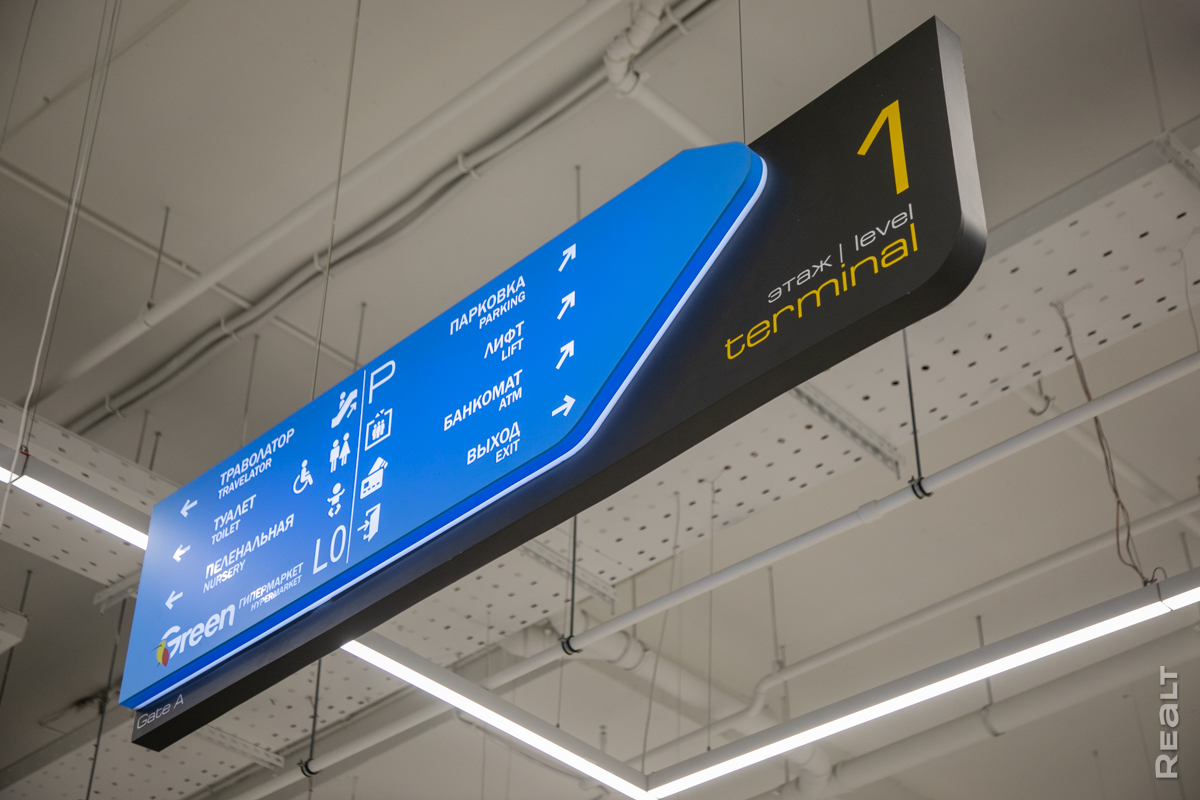 1
этаж | level
terminal
P
ПАРКОВКА
PARKING
ЛИФТ
LIFT
БАНКОМАТ
ATM
ВЫХОД
EXIT
ТРАВОЛАТОР
TRAVELATOR
ТУАЛЕТ
TOILET
ПЕЛЕНАЛЬНАЯ
NURSERY
L0
Green ГИПЕРМАРКЕТ
HYPERMARKET
Gate A
REALT